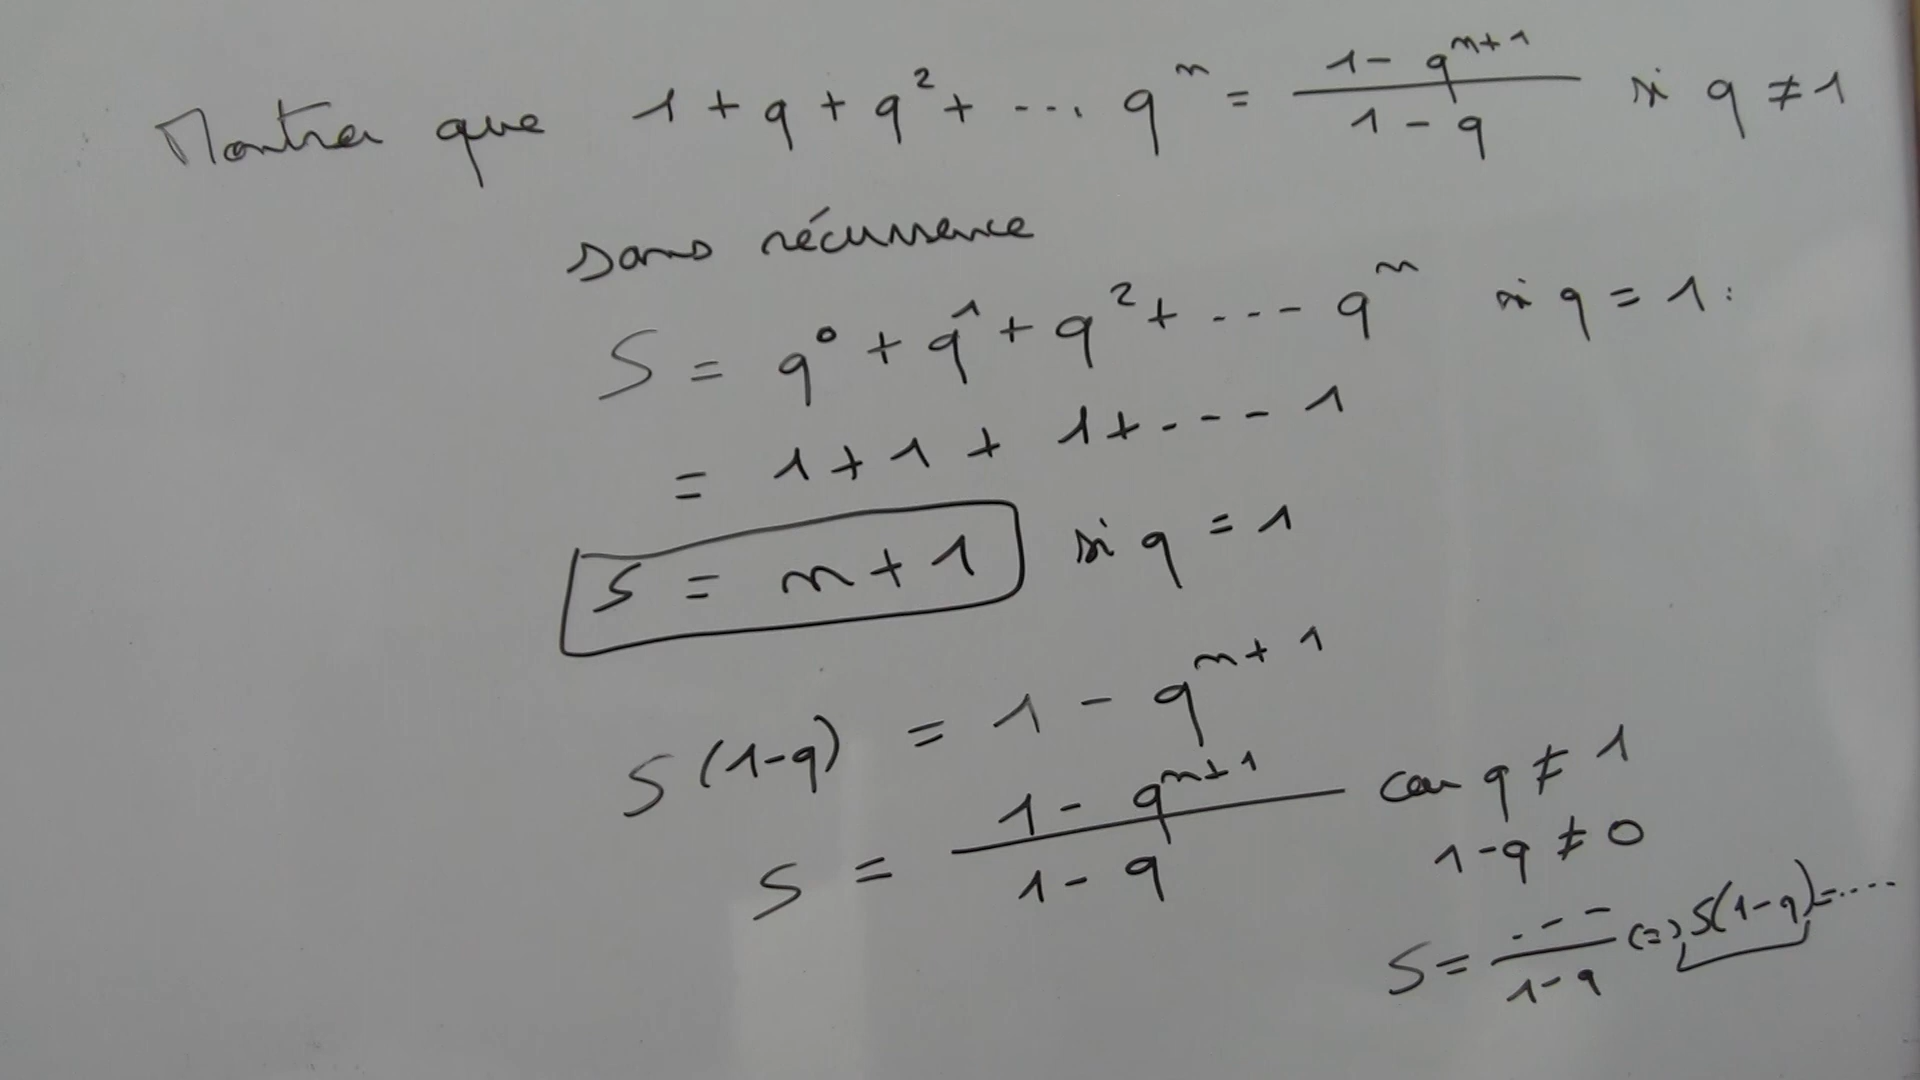 Montrer que 1 + q + q² + ... qⁿ = (1 - qⁿ⁺¹)/(1 - q) si q ≠ 1
sans récurrence
S = q⁰ + q¹ + q² + --- qⁿ si q = 1 :
= 1 + 1 + 1 + --- 1
S = n + 1 si q = 1
S(1-q) = 1 - qⁿ⁺¹
S = (1 - qⁿ⁺¹)/(1 - q) car q ≠ 1
1-q ≠ 0
S = (---)/(1-q) (=) S(1-q) = ....